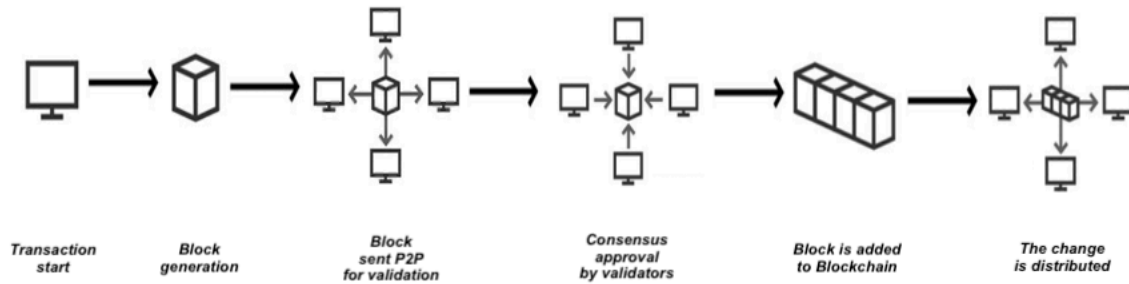 Transaction
start
Block
generation
Block
sent P2P
for validation
Consensus
approval
by validators
Block is added
to Blockchain
The change
is distributed